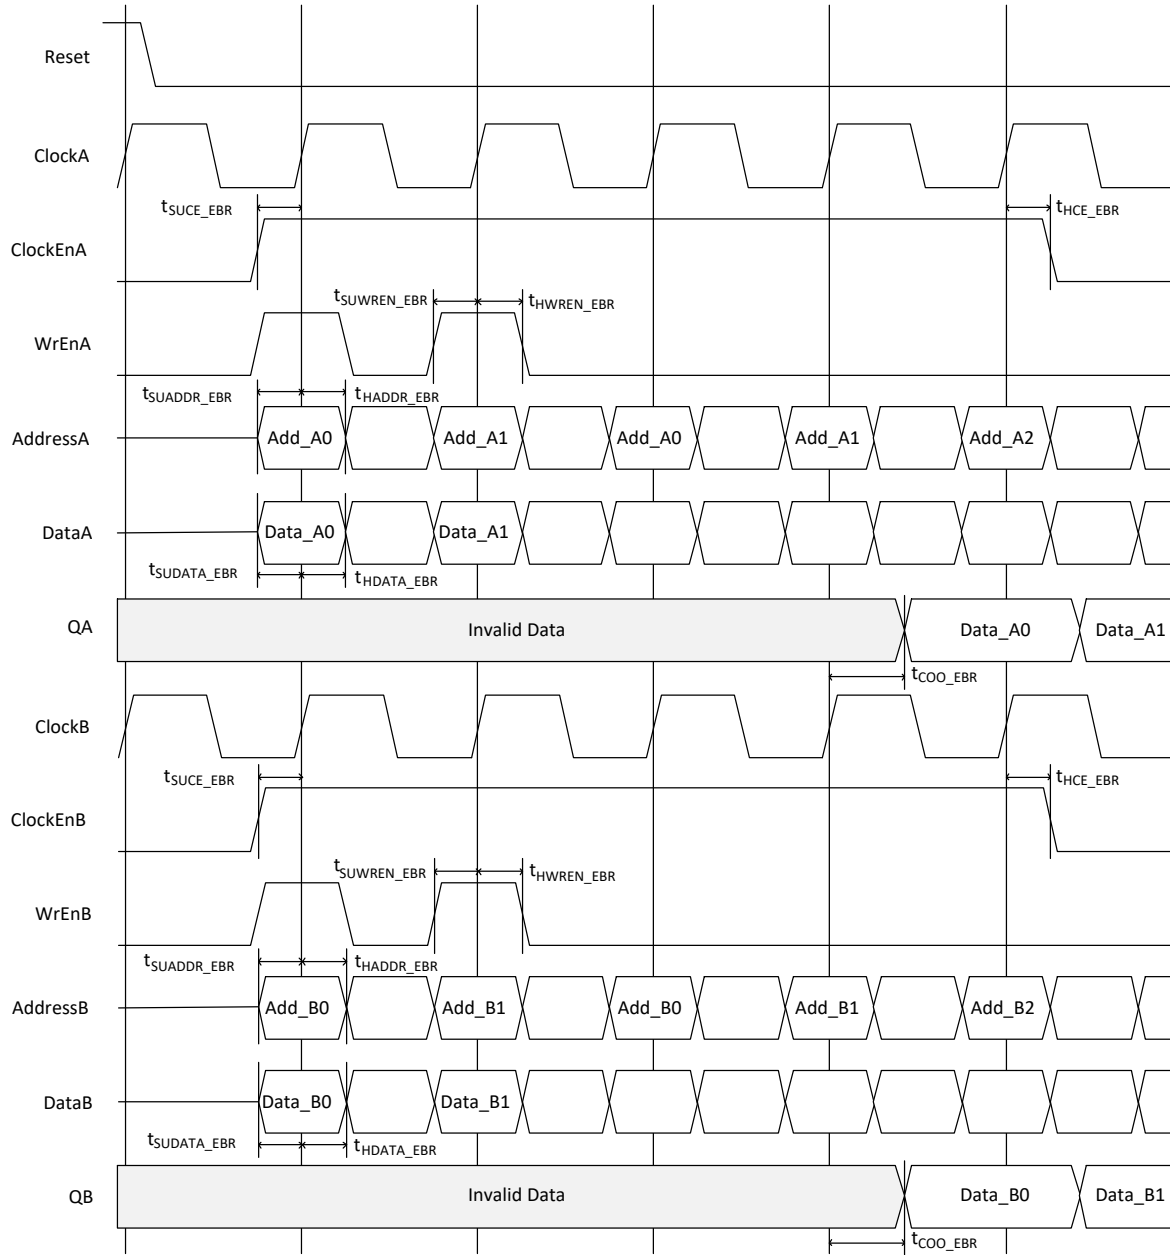 Reset
ClockA
tSUCE_EBR
tHCE_EBR
ClockEnA
tSUWREN_EBR
tHWREN_EBR
WrEnA
tSUADDR_EBR
tHADDR_EBR
AddressA
Add_A0
Add_A1
Add_A0
Add_A1
Add_A2
DataA
Data_A0
Data_A1
tSUDATA_EBR
tHDATA_EBR
QA
Invalid Data
Data_A0
Data_A1
tCOO_EBR
ClockB
tSUCE_EBR
tHCE_EBR
ClockEnB
tSUWREN_EBR
tHWREN_EBR
WrEnB
tSUADDR_EBR
tHADDR_EBR
AddressB
Add_B0
Add_B1
Add_B0
Add_B1
Add_B2
DataB
Data_B0
Data_B1
tSUDATA_EBR
tHDATA_EBR
QB
Invalid Data
Data_B0
Data_B1
tCOO_EBR